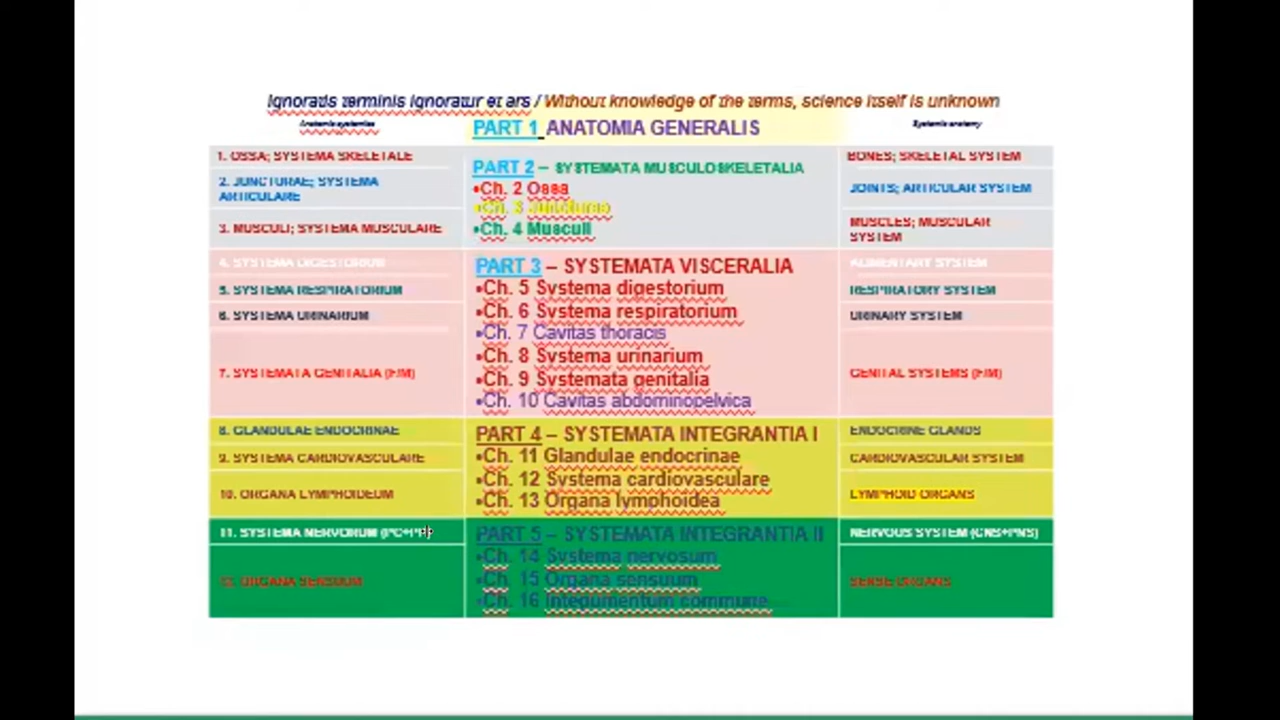 Ignoratis terminis ignoratur et ars / Without knowledge of the terms, science itself is unknown
Anatomia systemica
PART 1 ANATOMIA GENERALIS
Systemic anatomy
1. OSSA; SYSTEMA SKELETALE
2. JUNCTURAE; SYSTEMA
ARTICULARE
3. MUSCULI; SYSTEMA MUSCULARE
PART 2 – SYSTEMATA MUSCULOSKELETALIA
•Ch. 2 Ossa
•Ch. 3 Juncturae
•Ch. 4 Musculi
BONES; SKELETAL SYSTEM
JOINTS; ARTICULAR SYSTEM
MUSCLES; MUSCULAR
SYSTEM
4. SYSTEMA DIGESTORIUM
5. SYSTEMA RESPIRATORIUM
6. SYSTEMA URINARIUM
7. SYSTEMATA GENITALIA (F/M)
PART 3 – SYSTEMATA VISCERALIA
•Ch. 5 Systema digestorium
•Ch. 6 Systema respiratorium
•Ch. 7 Cavitas thoracis
•Ch. 8 Systema urinarium
•Ch. 9 Systemata genitalia
•Ch. 10 Cavitas abdominopelvica
ALIMENTARY SYSTEM
RESPIRATORY SYSTEM
URINARY SYSTEM
GENITAL SYSTEMS (F/M)
8. GLANDULAE ENDOCRINAE
9. SYSTEMA CARDIOVASCULARE
10. ORGANA LYMPHOIDEUM
PART 4 – SYSTEMATA INTEGRANTIA I
•Ch. 11 Glandulae endocrinae
•Ch. 12 Systema cardiovasculare
•Ch. 13 Organa lymphoidea
ENDOCRINE GLANDS
CARDIOVASCULAR SYSTEM
LYMPHOID ORGANS
11. SYSTEMA NERVORUM
12. ORGANA SENSUUM
PART 5 – SYSTEMATA INTEGRANTIA II
•Ch. 14 Systema nervosum
•Ch. 15 Organa sensuum
•Ch. 16 Integumentum commune
NERVOUS SYSTEM (CNS+PNS)
SENSE ORGANS